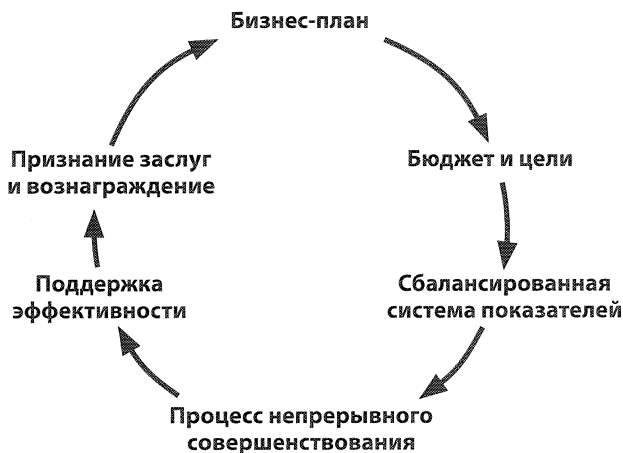 Бизнес-план
Бюджет и цели
Сбалансированная
система показателей
Процесс непрерывного
совершенствования
Поддержка
эффективности
Признание заслуг
и вознаграждение